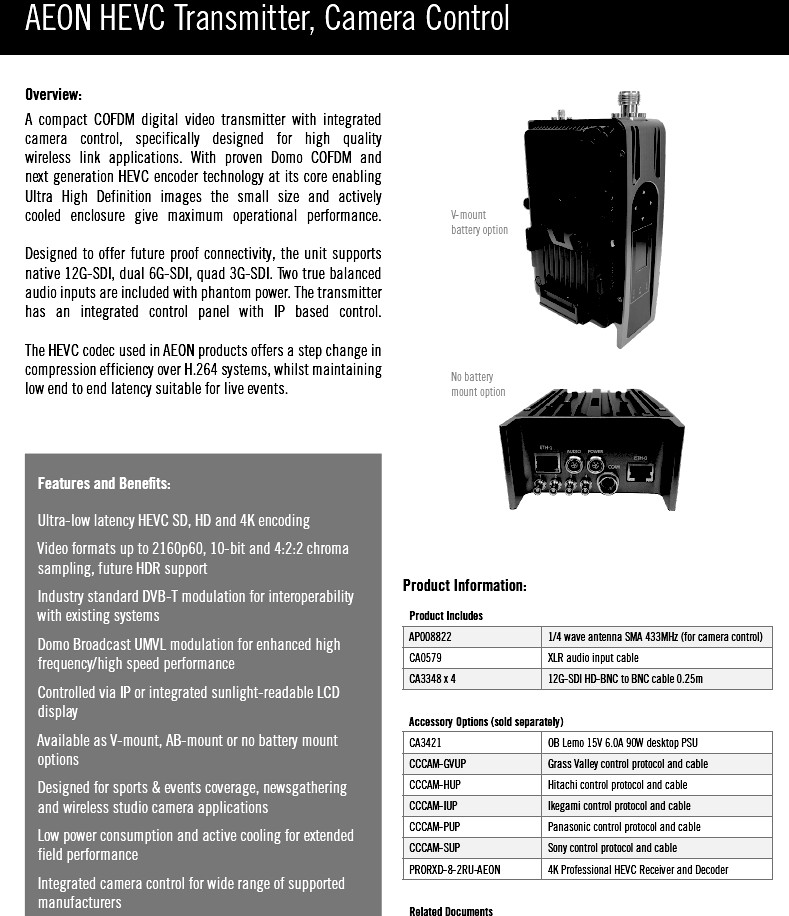 AEON HEVC Transmitter, Camera Control
Overview:
A compact COFDM digital video transmitter with integrated
camera control, specifically designed for high quality
wireless link applications. With proven Domo COFDM and
next generation HEVC encoder technology at its core enabling
Ultra High Definition images the small size and actively
cooled enclosure give maximum operational performance.
Designed to offer future proof connectivity, the unit supports
native 12G-SDI, dual 6G-SDI, quad 3G-SDI. Two true balanced
audio inputs are included with phantom power. The transmitter
has an integrated control panel with IP based control.
The HEVC codec used in AEON products offers a step change in
compression efficiency over H.264 systems, whilst maintaining
low end to end latency suitable for live events.
Features and Benefits:
Ultra-low latency HEVC SD, HD and 4K encoding
Video formats up to 2160p60, 10-bit and 4:2:2 chroma
sampling, future HDR support
Industry standard DVB-T modulation for interoperability
with existing systems
Domo Broadcast UMVL modulation for enhanced high
frequency/high speed performance
Controlled via IP or integrated sunlight-readable LCD
display
Available as V-mount, AB-mount or no battery mount
options
Designed for sports & events coverage, newsgathering
and wireless studio camera applications
Low power consumption and active cooling for extended
field performance
Integrated camera control for wide range of supported
manufacturers
V-mount
battery option
No battery
mount option
ETH-1
AUDIO POWER
COM
ETH-0
Product Information:
Product Includes
AP008822 1/4 wave antenna SMA 433MHz (for camera control)
CA0579 XLR audio input cable
CA3348 x 4 12G-SDI HD-BNC to BNC cable 0.25m
Accessory Options (sold separately)
CA3421 OB Lemo 15V 6.0A 90W desktop PSU
CCCAM-GVUP Grass Valley control protocol and cable
CCCAM-HUP Hitachi control protocol and cable
CCCAM-IUP Ikegami control protocol and cable
CCCAM-PUP Panasonic control protocol and cable
CCCAM-SUP Sony control protocol and cable
PRORXD-8-2RU-AEON 4K Professional HEVC Receiver and Decoder
Related Documents